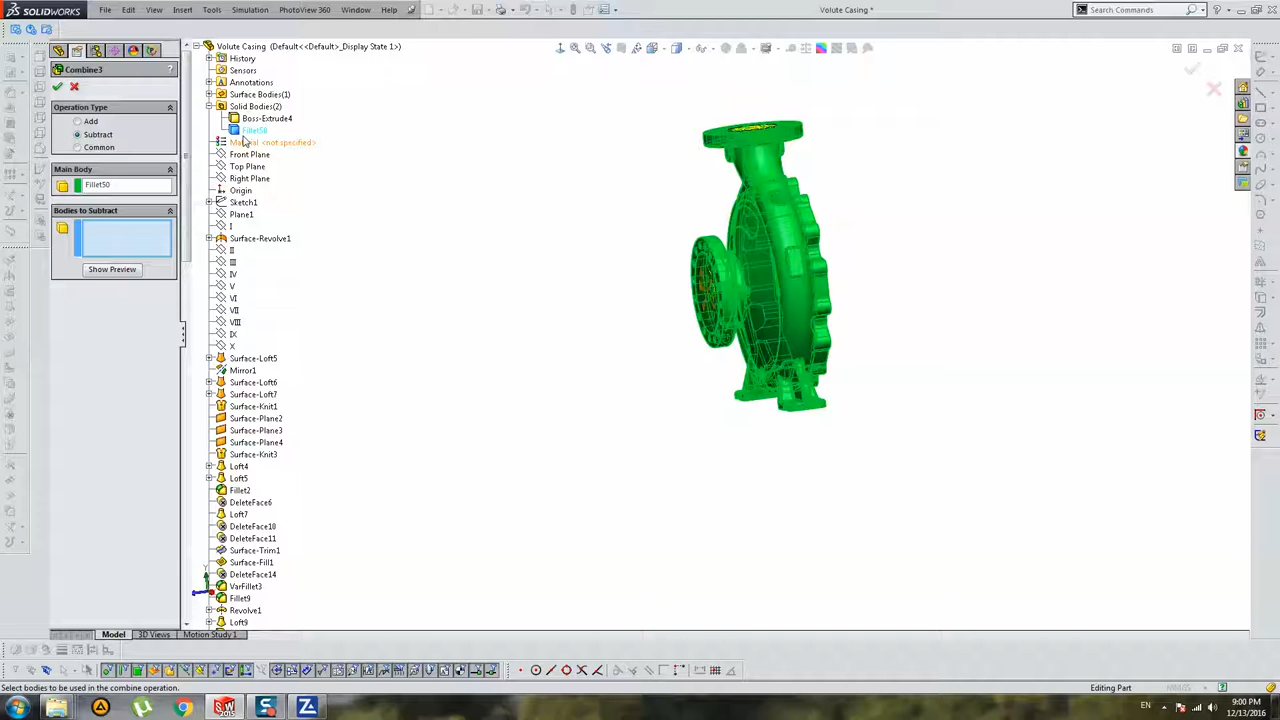 SOLIDWORKS File Edit View Insert Tools Simulation PhotoView 360 Window Help Volute Casing * Search Commands
Volute Casing (Default<<Default>_Display State 1>)
Combine3 ?
Operation Type
Add
Subtract
Common
Main Body
Fillet50
Bodies to Subtract
Show Preview
History
Sensors
Annotations
Surface Bodies(1)
Solid Bodies(2)
Boss-Extrude4
Fillet50
Material <not specified>
Front Plane
Top Plane
Right Plane
Origin
Sketch1
Plane1
I
Surface-Revolve1
II
III
IV
V
VI
VII
VIII
IX
X
Surface-Loft5
Mirror1
Surface-Loft6
Surface-Loft7
Surface-Knit1
Surface-Plane2
Surface-Plane3
Surface-Plane4
Surface-Knit3
Loft4
Loft5
Fillet2
DeleteFace6
Loft7
DeleteFace10
DeleteFace11
Surface-Trim1
Surface-Fill1
DeleteFace14
VarFillet3
Fillet9
Revolve1
Loft9
Y
Model 3D Views Motion Study 1
Select bodies to be used in the combine operation. Editing Part MMGS
EN 9:00 PM
12/13/2016